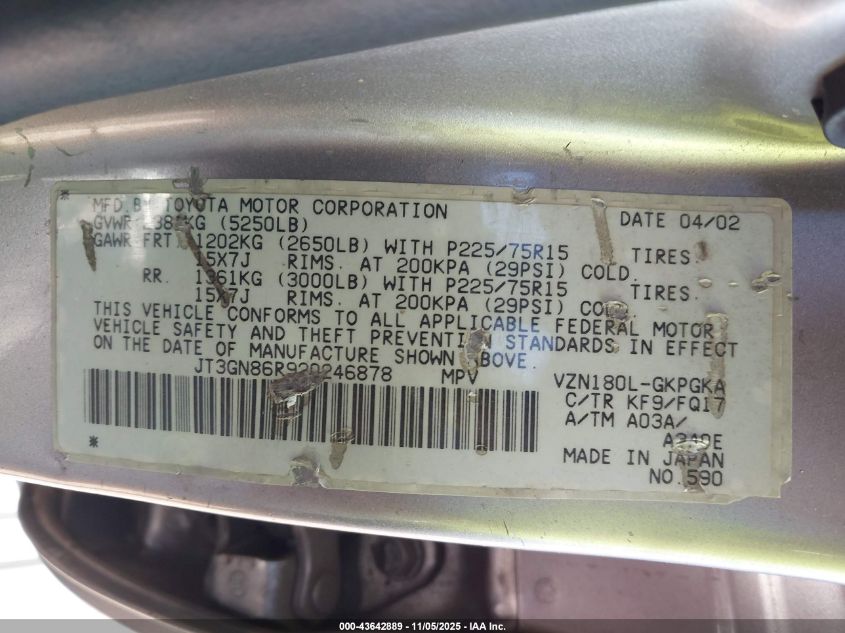 MFD BY TOYOTA MOTOR CORPORATION DATE 04/02
GVWR 2381KG (5250LB)
GAWR FRT 1202KG (2650LB) WITH P225/75R15 TIRES
15X7J RIMS. AT 200KPA (29PSI) COLD.
RR. 1361KG (3000LB) WITH P225/75R15 TIRES.
15X7J RIMS. AT 200KPA (29PSI) COLD.
THIS VEHICLE CONFORMS TO ALL APPLICABLE FEDERAL MOTOR
VEHICLE SAFETY AND THEFT PREVENTION STANDARDS IN EFFECT
ON THE DATE OF MANUFACTURE SHOWN ABOVE.
JT3GN86R920246878 MPV VZN180L-GKPGKA
C/TR KF9/FQ17
A/TM A03A/
A340E
MADE IN JAPAN
NO.590
000-43642889 - 11/05/2025 - IAA Inc.